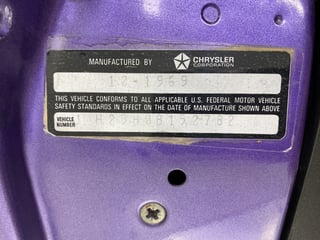 MANUFACTURED BY CHRYSLER
CORPORATION
12-1969
THIS VEHICLE CONFORMS TO ALL APPLICABLE U.S. FEDERAL MOTOR VEHICLE
SAFETY STANDARDS IN EFFECT ON THE DATE OF MANUFACTURE SHOWN ABOVE
VEHICLE
NUMBER